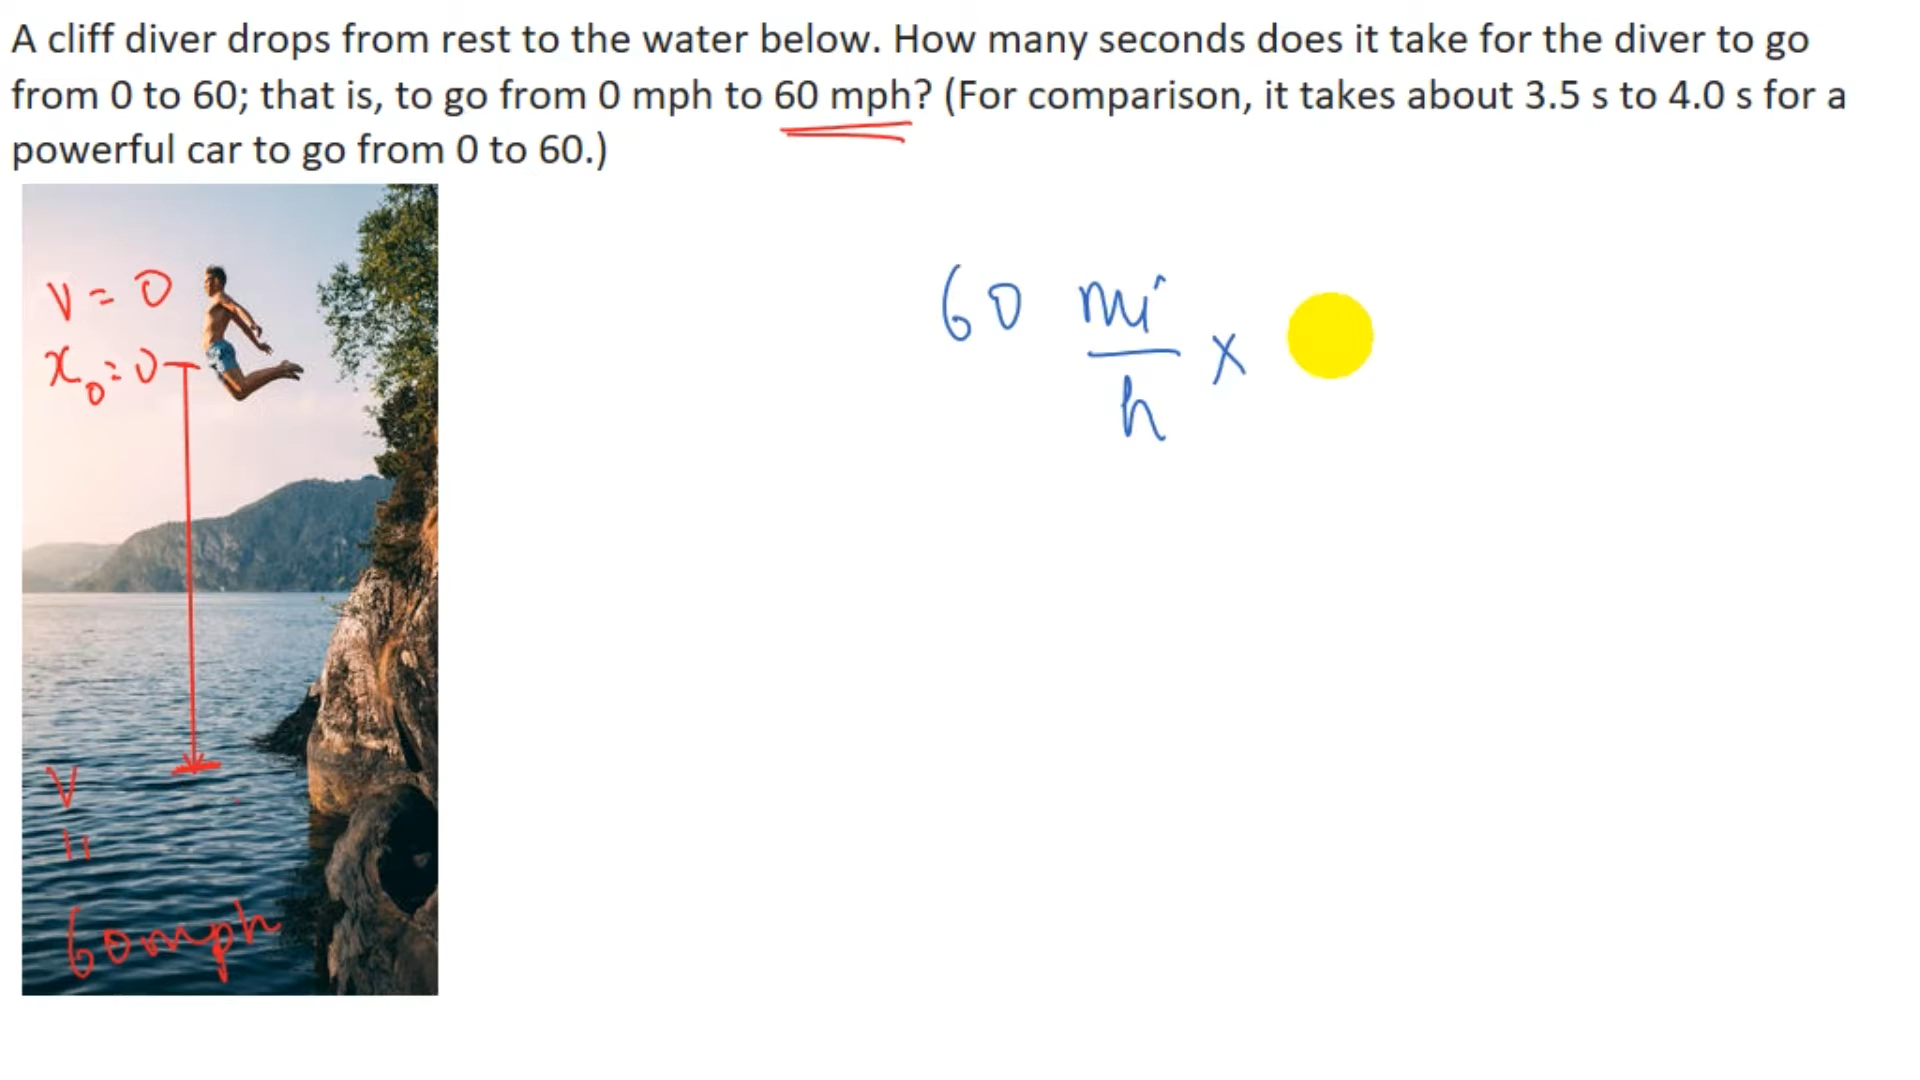 A cliff diver drops from rest to the water below. How many seconds does it take for the diver to go
from 0 to 60; that is, to go from 0 mph to 60 mph? (For comparison, it takes about 3.5 s to 4.0 s for a
powerful car to go from 0 to 60.)
v = 0
x₀ = 0
60 mi
h
x
v
=
60mph